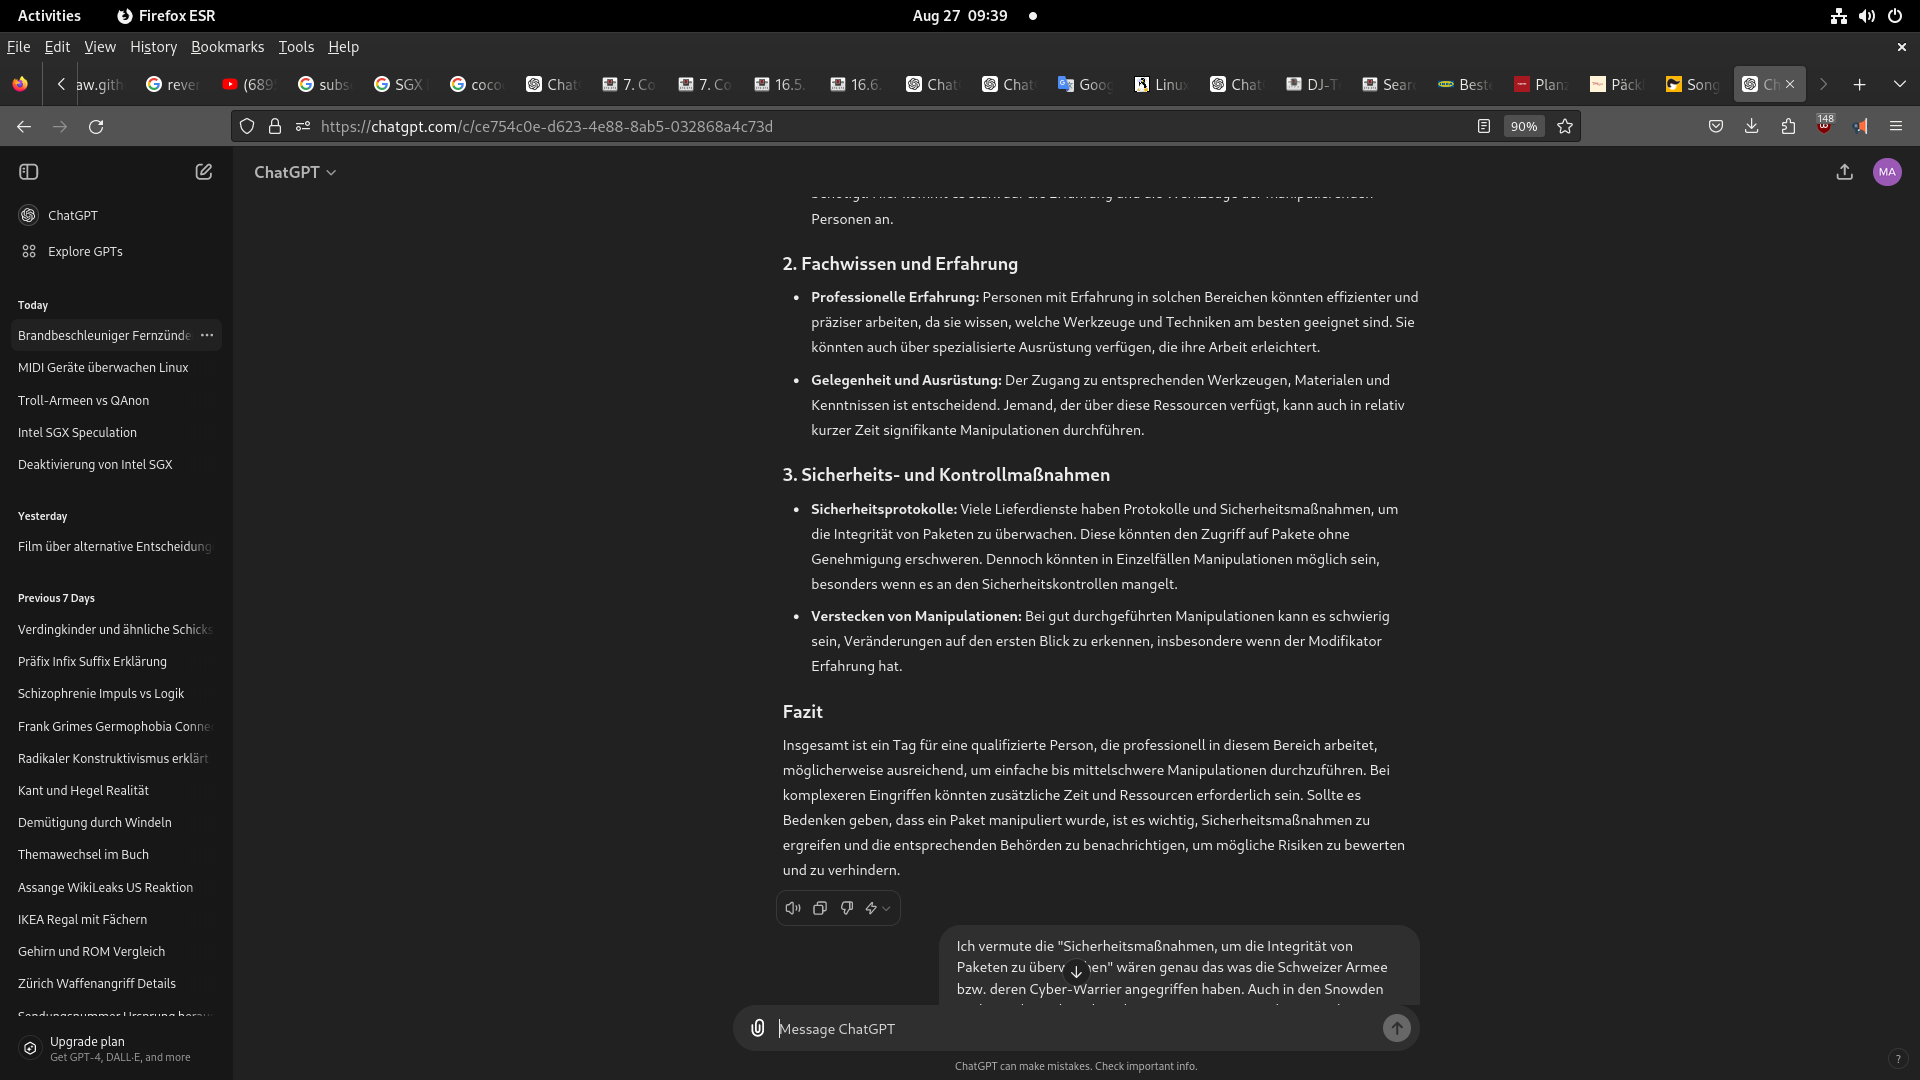 Activities
Firefox ESR
Aug 27 09:39
File Edit View History Bookmarks Tools Help
aw.gith
rever
(689
subs
SGX
coco
Chat
7. Co
7. Co
16.5.
16.6.
Chat
Chat
Goog
Linux
Chat
DJ-T
Sear
Beste
Planz
Päck
Song
Ch
https://chatgpt.com/c/ce754c0e-d623-4e88-8ab5-032868a4c73d
90%
148
ChatGPT
MA
ChatGPT
Explore GPTs
Today
Brandbeschleuniger Fernzünde
MIDI Geräte überwachen Linux
Troll-Armeen vs QAnon
Intel SGX Speculation
Deaktivierung von Intel SGX
Yesterday
Film über alternative Entscheidung
Previous 7 Days
Verdingkinder und ähnliche Schicks
Präfix Infix Suffix Erklärung
Schizophrenie Impuls vs Logik
Frank Grimes Germophobia Conne
Radikaler Konstruktivismus erklärt
Kant und Hegel Realität
Demütigung durch Windeln
Themawechsel im Buch
Assange WikiLeaks US Reaktion
IKEA Regal mit Fächern
Gehirn und ROM Vergleich
Zürich Waffenangriff Details
Upgrade plan
Get GPT-4, DALL·E, and more
Personen an.
2. Fachwissen und Erfahrung
• Professionelle Erfahrung: Personen mit Erfahrung in solchen Bereichen könnten effizienter und
präziser arbeiten, da sie wissen, welche Werkzeuge und Techniken am besten geeignet sind. Sie
könnten auch über spezialisierte Ausrüstung verfügen, die ihre Arbeit erleichtert.
• Gelegenheit und Ausrüstung: Der Zugang zu entsprechenden Werkzeugen, Materialen und
Kenntnissen ist entscheidend. Jemand, der über diese Ressourcen verfügt, kann auch in relativ
kurzer Zeit signifikante Manipulationen durchführen.
3. Sicherheits- und Kontrollmaßnahmen
• Sicherheitsprotokolle: Viele Lieferdienste haben Protokolle und Sicherheitsmaßnahmen, um
die Integrität von Paketen zu überwachen. Diese könnten den Zugriff auf Pakete ohne
Genehmigung erschweren. Dennoch könnten in Einzelfällen Manipulationen möglich sein,
besonders wenn es an den Sicherheitskontrollen mangelt.
• Verstecken von Manipulationen: Bei gut durchgeführten Manipulationen kann es schwierig
sein, Veränderungen auf den ersten Blick zu erkennen, insbesondere wenn der Modifikator
Erfahrung hat.
Fazit
Insgesamt ist ein Tag für eine qualifizierte Person, die professionell in diesem Bereich arbeitet,
möglicherweise ausreichend, um einfache bis mittelschwere Manipulationen durchzuführen. Bei
komplexeren Eingriffen könnten zusätzliche Zeit und Ressourcen erforderlich sein. Sollte es
Bedenken geben, dass ein Paket manipuliert wurde, ist es wichtig, Sicherheitsmaßnahmen zu
ergreifen und die entsprechenden Behörden zu benachrichtigen, um mögliche Risiken zu bewerten
und zu verhindern.
Ich vermute die "Sicherheitsmaßnahmen, um die Integrität von
Paketen zu überw hen" wären genau das was die Schweizer Armee
bzw. deren Cyber-Warrier angegriffen haben. Auch in den Snowden
Message ChatGPT
ChatGPT can make mistakes. Check important info.
?